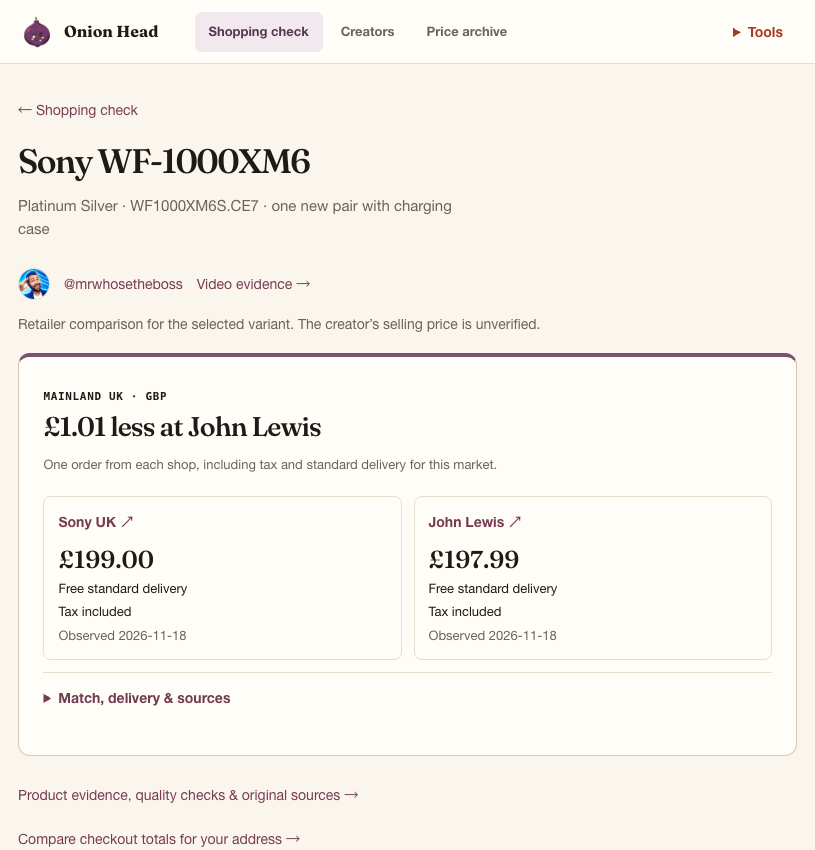 Onion Head
Shopping check
Creators
Price archive
▶ Tools
← Shopping check
Sony WF-1000XM6
Platinum Silver · WF1000XM6S.CE7 · one new pair with charging
case
@mrwhosetheboss
Video evidence →
Retailer comparison for the selected variant. The creator’s selling price is unverified.
MAINLAND UK · GBP
£1.01 less at John Lewis
One order from each shop, including tax and standard delivery for this market.
Sony UK ↗
£199.00
Free standard delivery
Tax included
Observed 2026-11-18
John Lewis ↗
£197.99
Free standard delivery
Tax included
Observed 2026-11-18
▶ Match, delivery & sources
Product evidence, quality checks & original sources →
Compare checkout totals for your address →